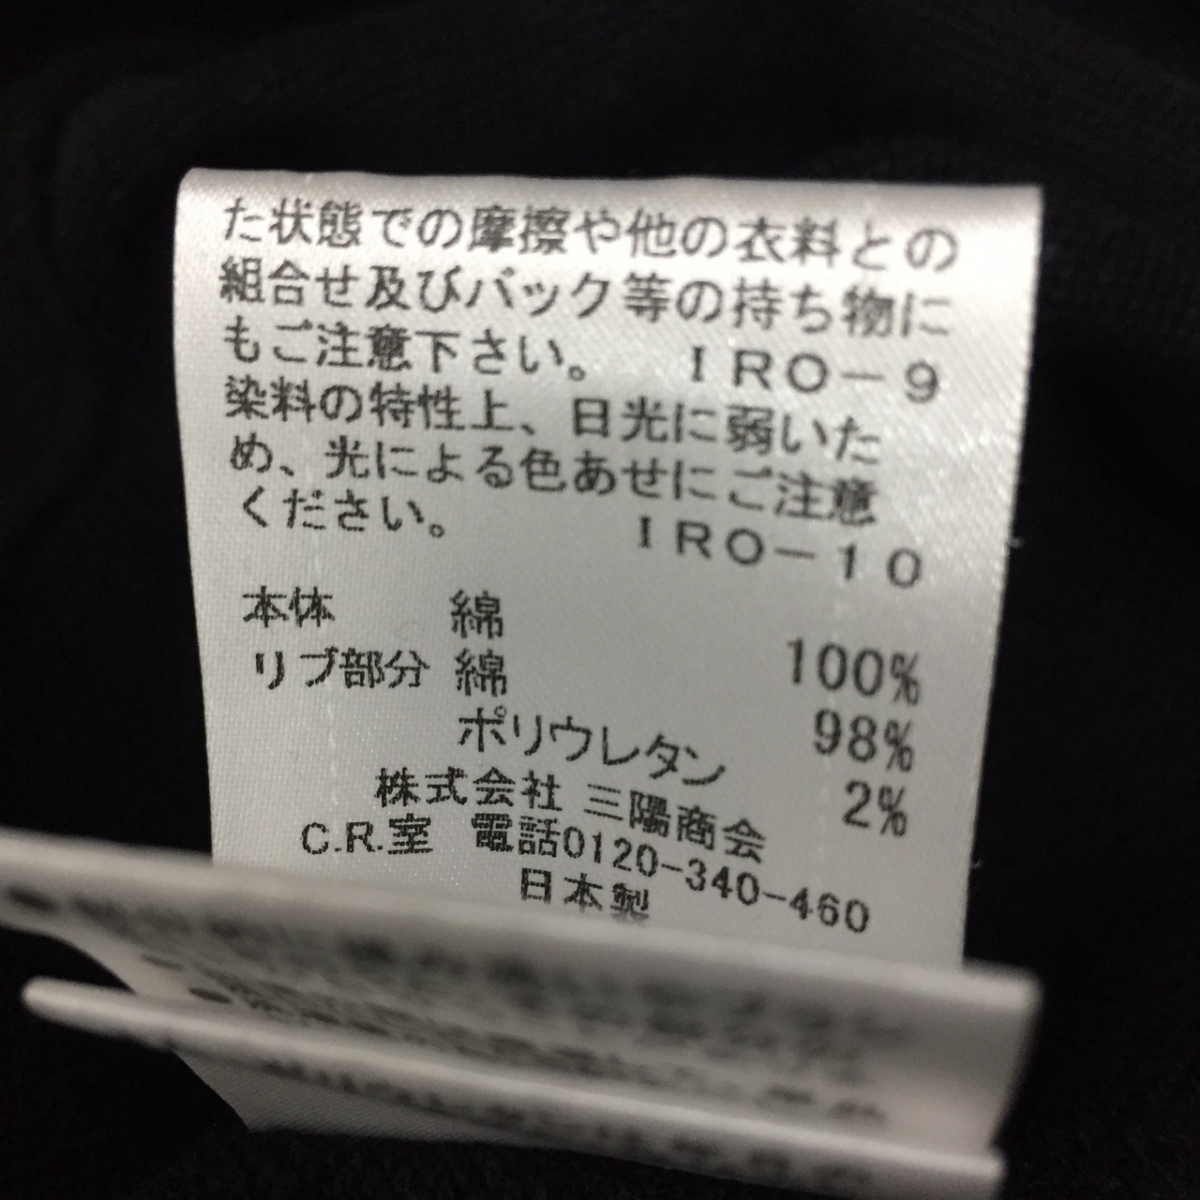 た状態での摩擦や他の衣料との
組合せ及びバック等の持ち物に
もご注意下さい。 IRO-9
染料の特性上、日光に弱いた
め、光による色あせにご注意
ください。 IRO-10
本体 綿 100%
リブ部分 綿 98%
ポリウレタン 2%
株式会社 三陽商会
C.R.室 電話0120-340-460
日本製